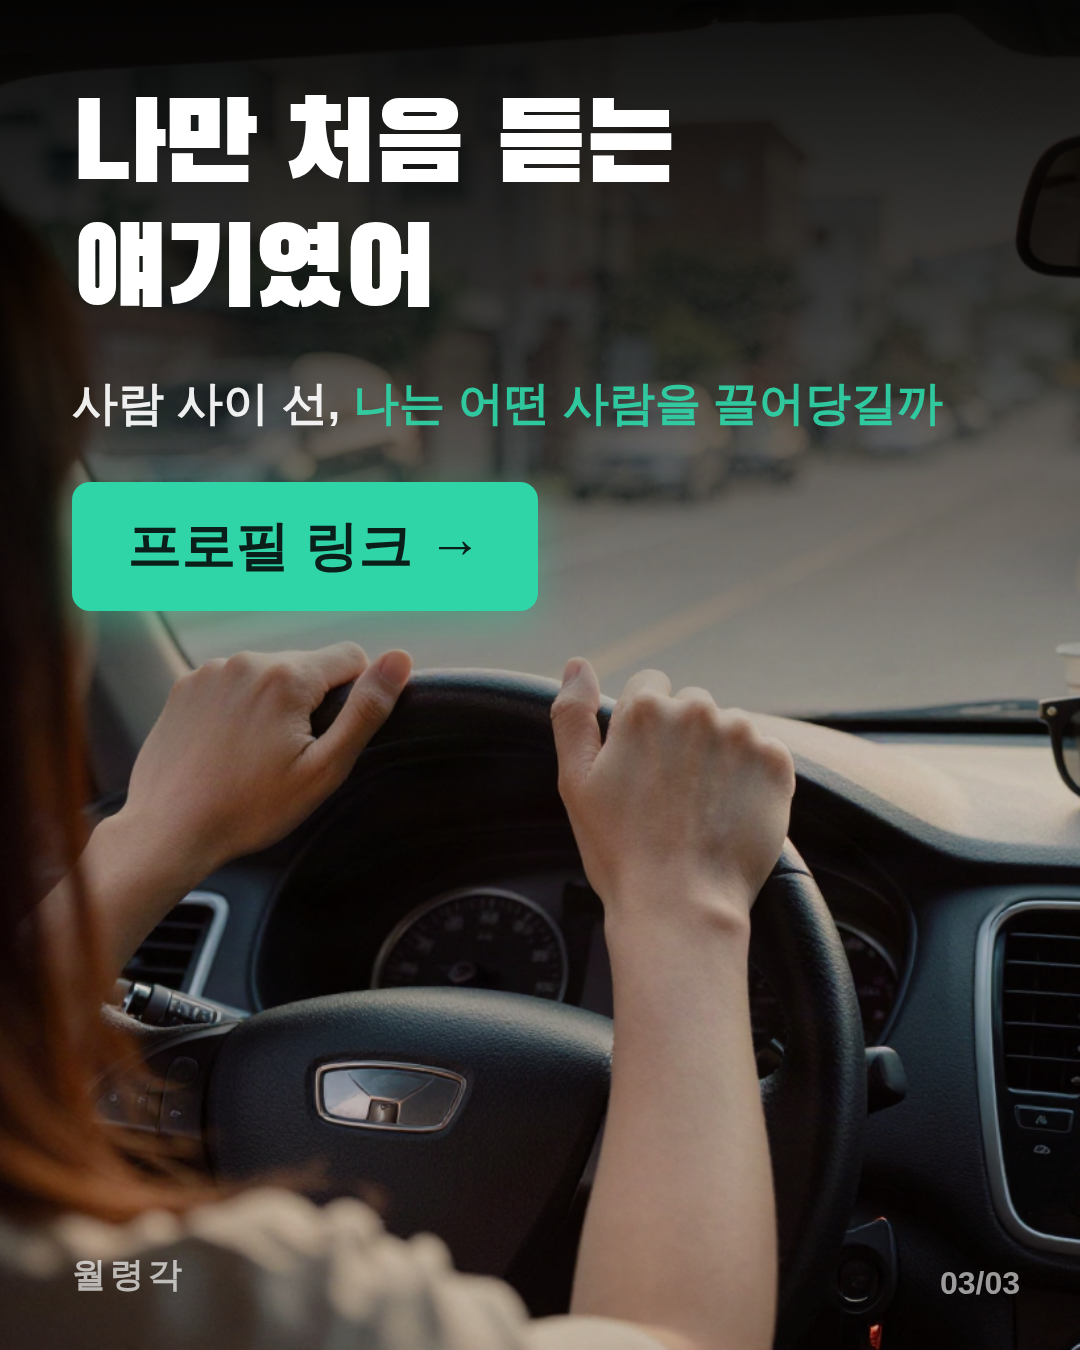 나만 처음 듣는
얘기였어
사람 사이 선, 나는 어떤 사람을 끌어당길까
프로필 링크 →
월령각
03/03